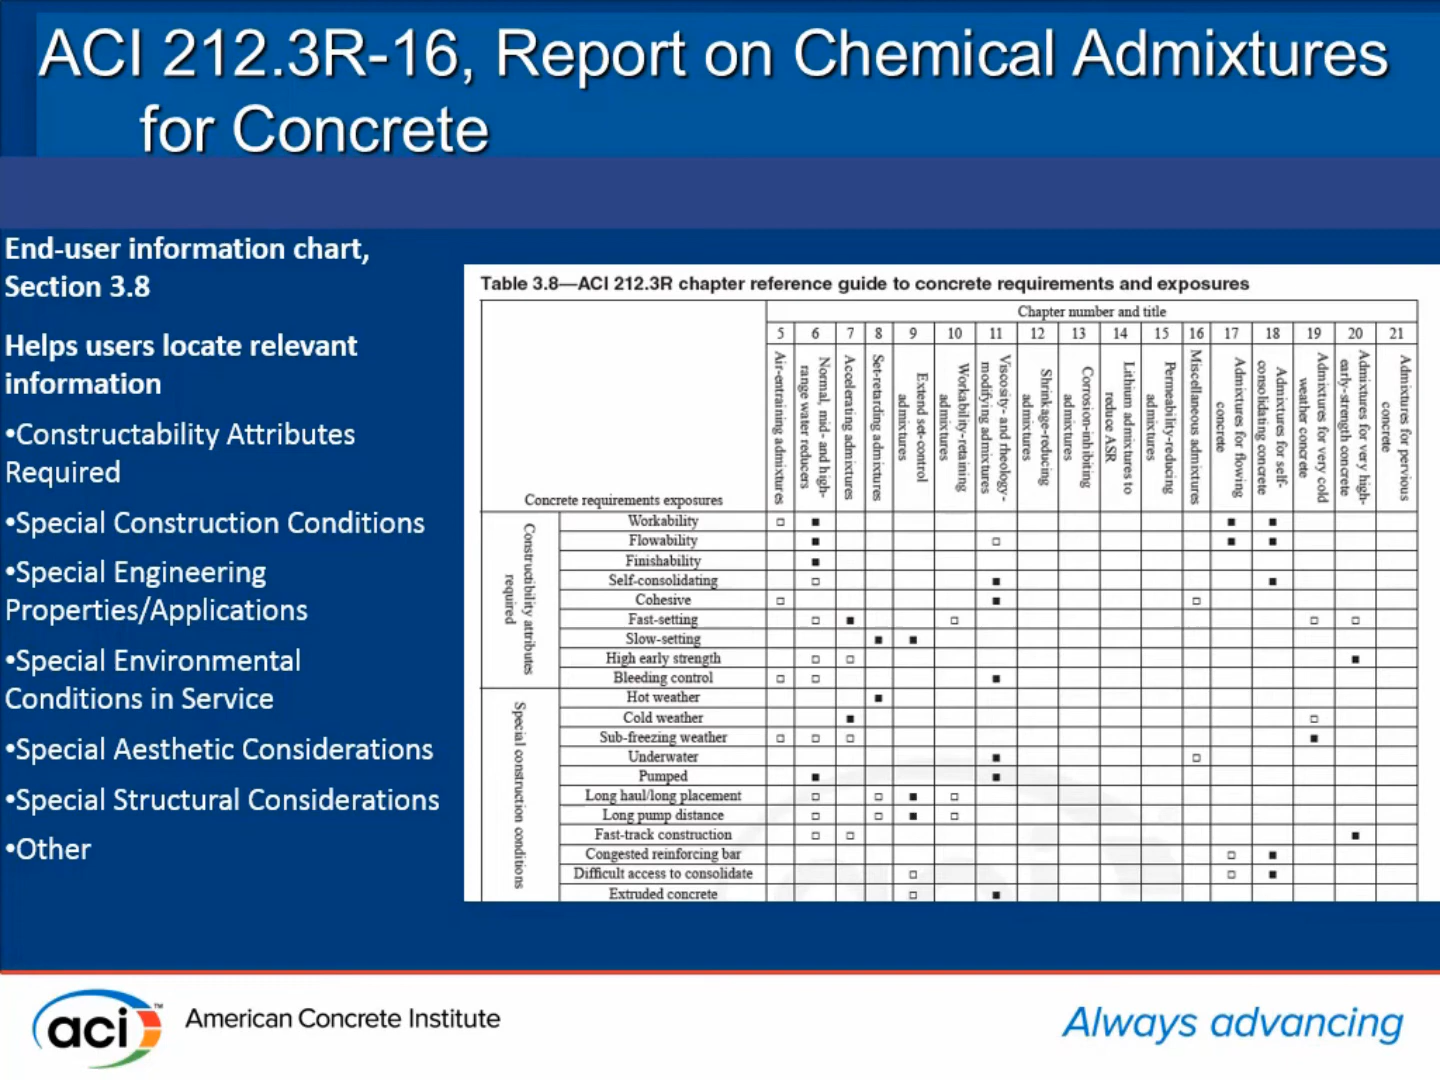 ACI 212.3R-16, Report on Chemical Admixtures
for Concrete
End-user information chart,
Section 3.8
Helps users locate relevant
information
•Constructability Attributes
Required
•Special Construction Conditions
•Special Engineering
Properties/Applications
•Special Environmental
Conditions in Service
•Special Aesthetic Considerations
•Special Structural Considerations
•Other
Table 3.8—ACI 212.3R chapter reference guide to concrete requirements and exposures
Chapter number and title
5 6 7 8 9 10 11 12 13 14 15 16 17 18 19 20 21
Air-entraining admixtures
Normal, mid- and high-
range water reducers
Accelerating admixtures
Set-retarding admixtures
Extend set-control
admixtures
Workability-retaining
admixtures
Viscosity- and rheology-
modifying admixtures
Shrinkage-reducing
admixtures
Corrosion-inhibiting
admixtures
Lithium admixtures to
reduce ASR
Permeability-reducing
admixtures
Miscellaneous admixtures
Admixtures for flowing
concrete
Admixtures for self-
consolidating concrete
Admixtures for very cold
weather concrete
Admixtures for very high-
early-strength concrete
Admixtures for pervious
concrete
Concrete requirements exposures
Constructibility attributes
required
Workability
Flowability
Finishability
Self-consolidating
Cohesive
Fast-setting
Slow-setting
High early strength
Bleeding control
Special construction conditions
Hot weather
Cold weather
Sub-freezing weather
Underwater
Pumped
Long haul/long placement
Long pump distance
Fast-track construction
Congested reinforcing bar
Difficult access to consolidate
Extruded concrete
aci™ American Concrete Institute
Always advancing